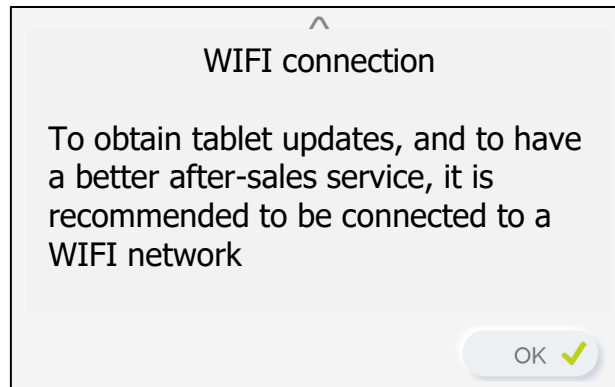 WIFI connection
To obtain tablet updates, and to have
a better after-sales service, it is
recommended to be connected to a
WIFI network
OK